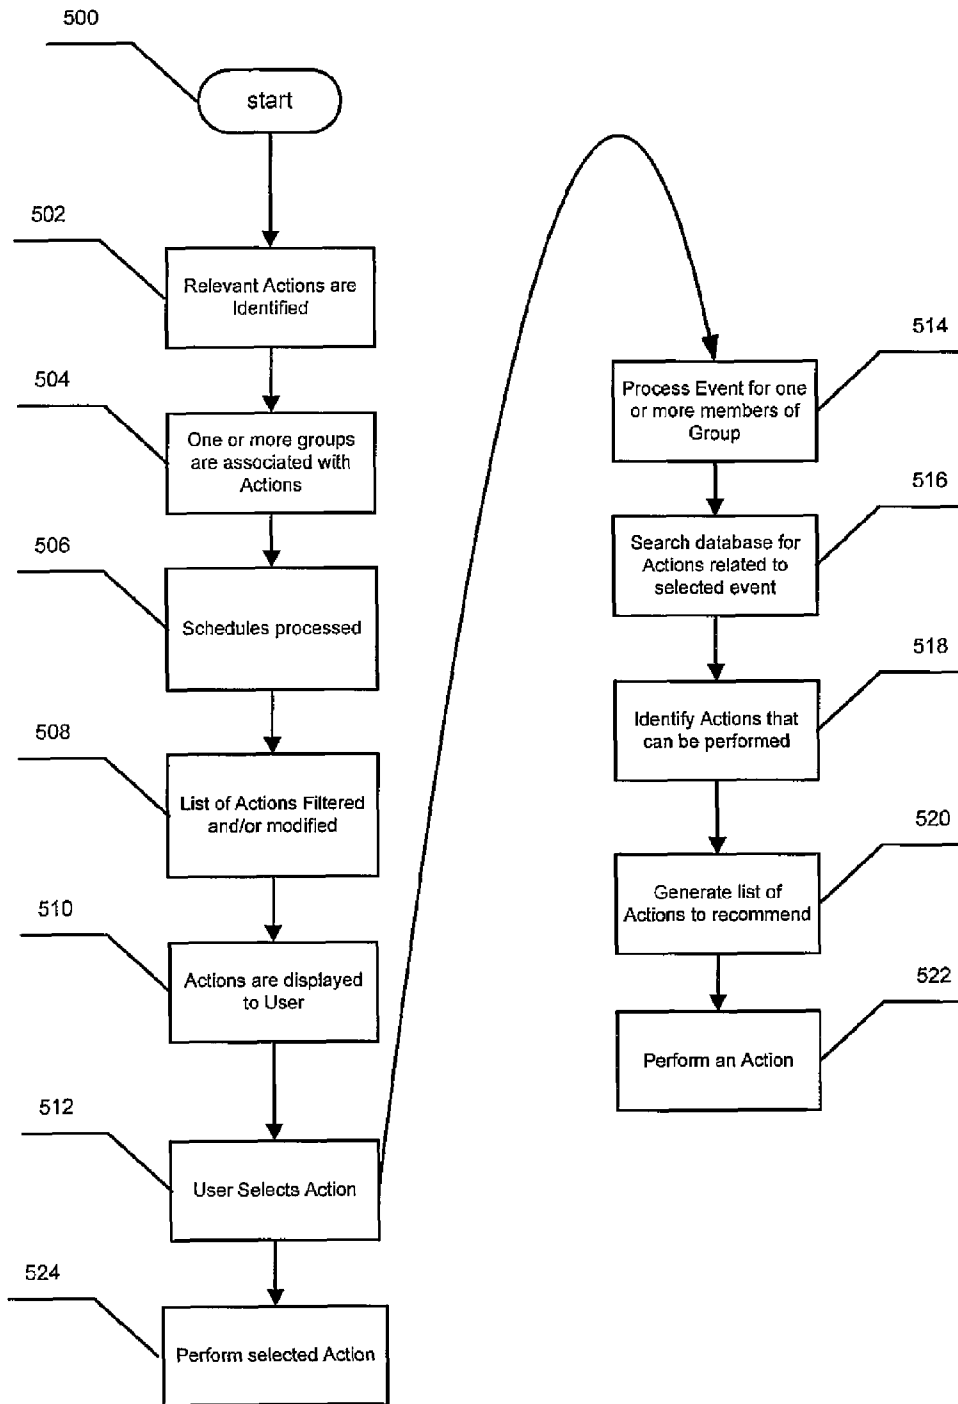 500
start
502
Relevant Actions are
Identified
504
One or more groups
are associated with
Actions
506
Schedules processed
508
List of Actions Filtered
and/or modified
510
Actions are displayed
to User
512
User Selects Action
524
Perform selected Action
514
Process Event for one
or more members of
Group
516
Search database for
Actions related to
selected event
518
Identify Actions that
can be performed
520
Generate list of
Actions to recommend
522
Perform an Action